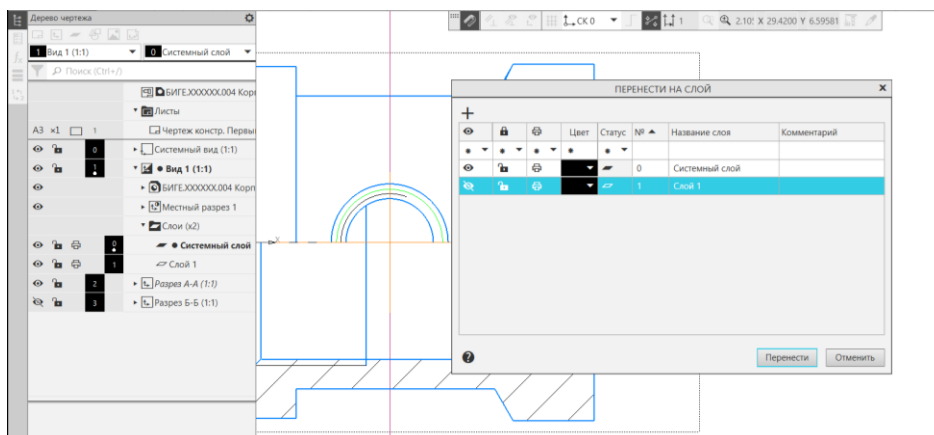 Дерево чертежа
СК 0
1
2.10: X 29.4200 Y 6.59581
1 Вид 1 (1:1)
0 Системный слой
Поиск (Ctrl+/)
БИГЕ.XXXXXX.004 Кор
Листы
A3 x1 1 Чертеж констр. Первы
0 Системный вид (1:1)
1 Вид 1 (1:1)
БИГЕ.XXXXXX.004 Корп
Местный разрез 1
Слои (x2)
0 Системный слой
1 Слой 1
2 Разрез А-А (1:1)
3 Разрез Б-Б (1:1)
X
ПЕРЕНЕСТИ НА СЛОЙ
Цвет Статус № Название слоя Комментарий
0 Системный слой
1 Слой 1
Перенести Отменить